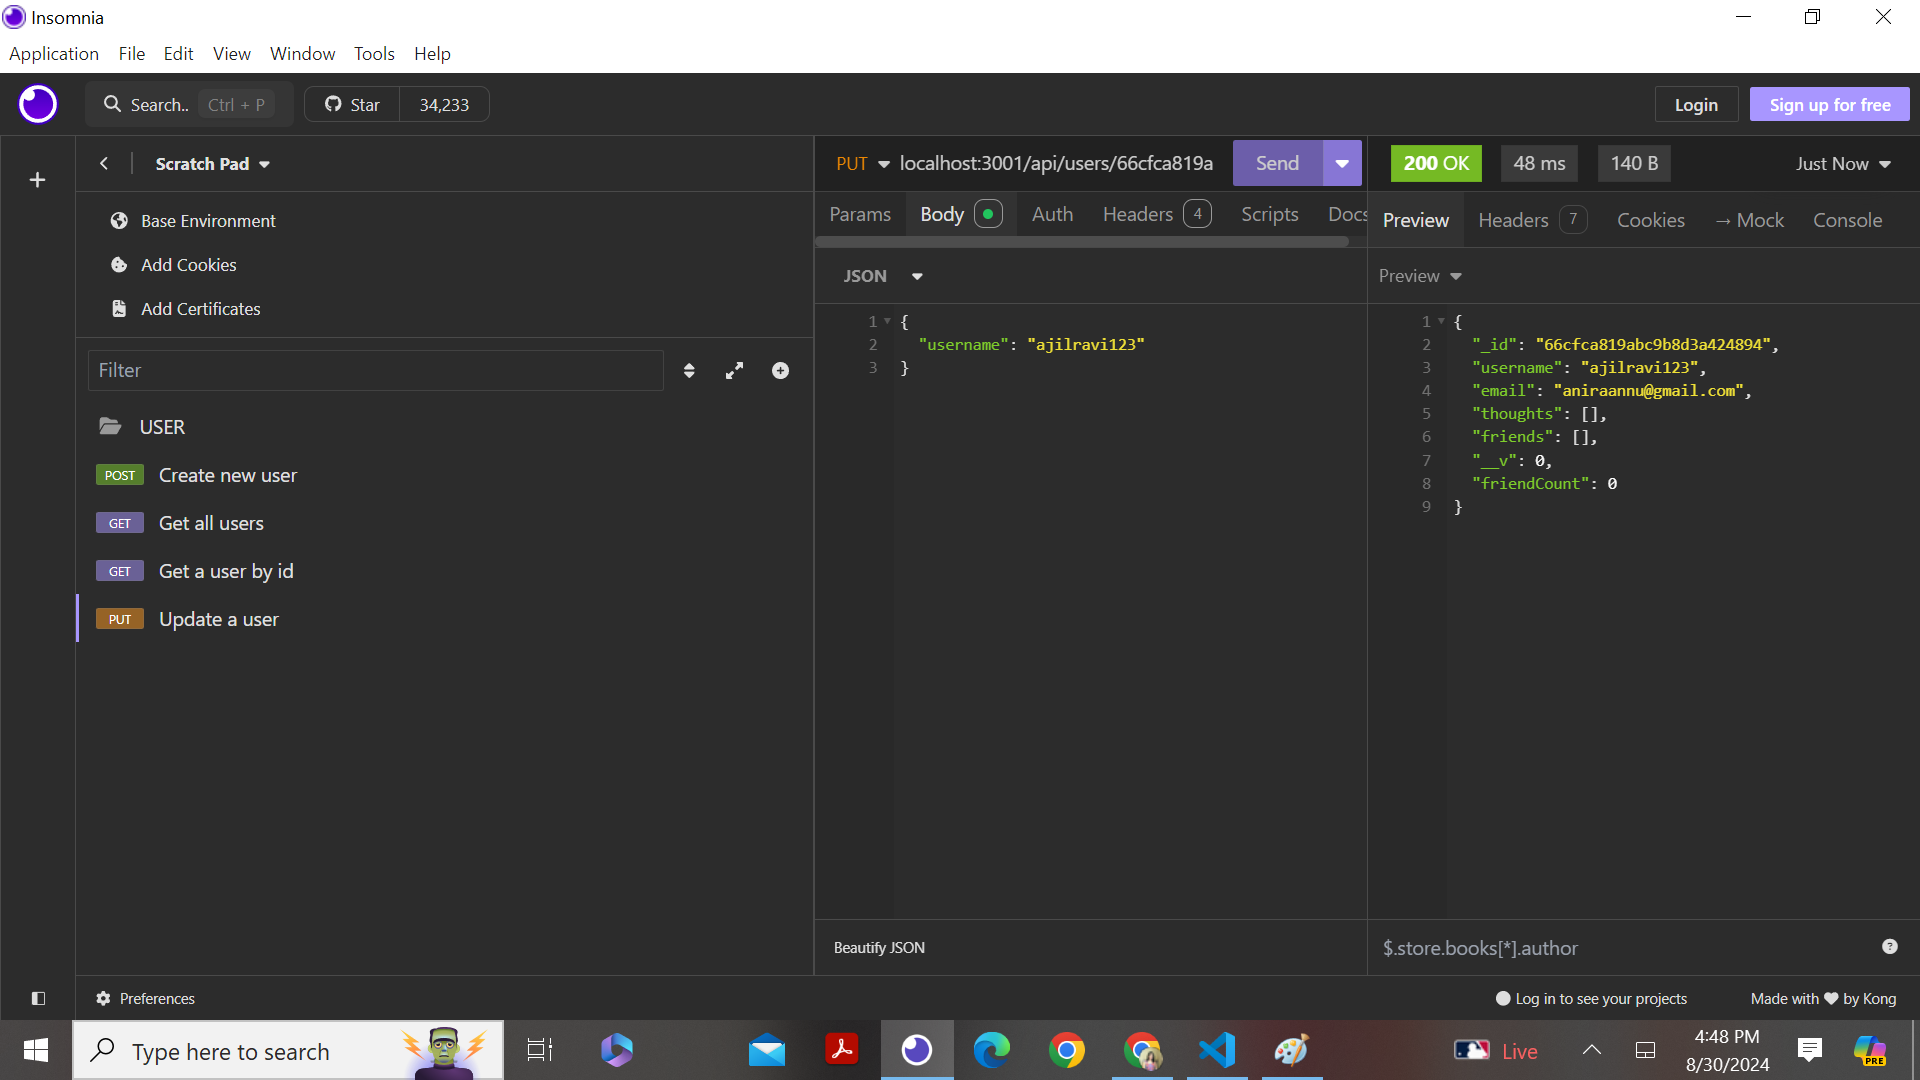 Insomnia
Application File Edit View Window Tools Help
Search.. Ctrl + P Star 34,233 Login Sign up for free
Scratch Pad
Base Environment
Add Cookies
Add Certificates
Filter
USER
POST Create new user
GET Get all users
GET Get a user by id
PUT Update a user
PUT localhost:3001/api/users/66cfca819a Send
Params Body Auth Headers 4 Scripts Docs
JSON
1 {
2 "username": "ajilravi123"
3 }
Beautify JSON
200 OK 48 ms 140 B Just Now
Preview Headers 7 Cookies → Mock Console
Preview
1 {
2 "_id": "66cfca819abc9b8d3a424894",
3 "username": "ajilravi123",
4 "email": "aniraannu@gmail.com",
5 "thoughts": [],
6 "friends": [],
7 "__v": 0,
8 "friendCount": 0
9 }
$.store.books[*].author
Preferences Log in to see your projects Made with ❤ by Kong
Type here to search
Live
4:48 PM
8/30/2024
PRE